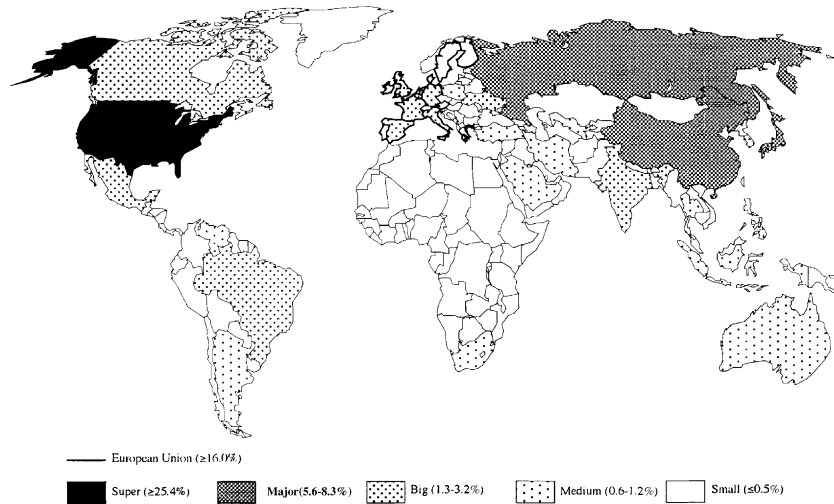 European Union (≥16.0%)
Super (≥25.4%) Major(5.6-8.3%) Big (1.3-3.2%) Medium (0.6-1.2%) Small (≤0.5%)